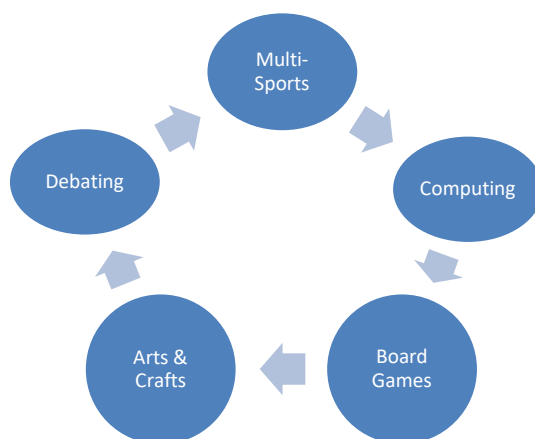 Multi-
Sports
Computing
Board
Games
Arts &
Crafts
Debating